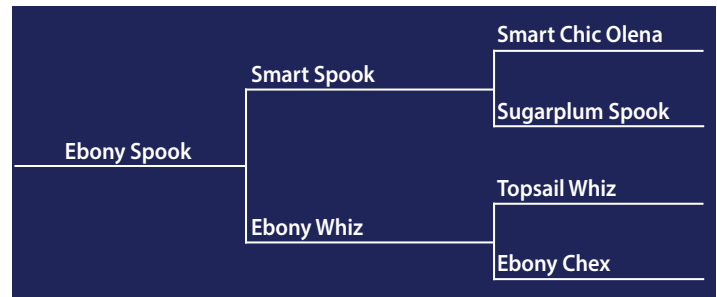 Smart Chic Olena
Smart Spook
Sugarplum Spook
Ebony Spook
Topsail Whiz
Ebony Whiz
Ebony Chex